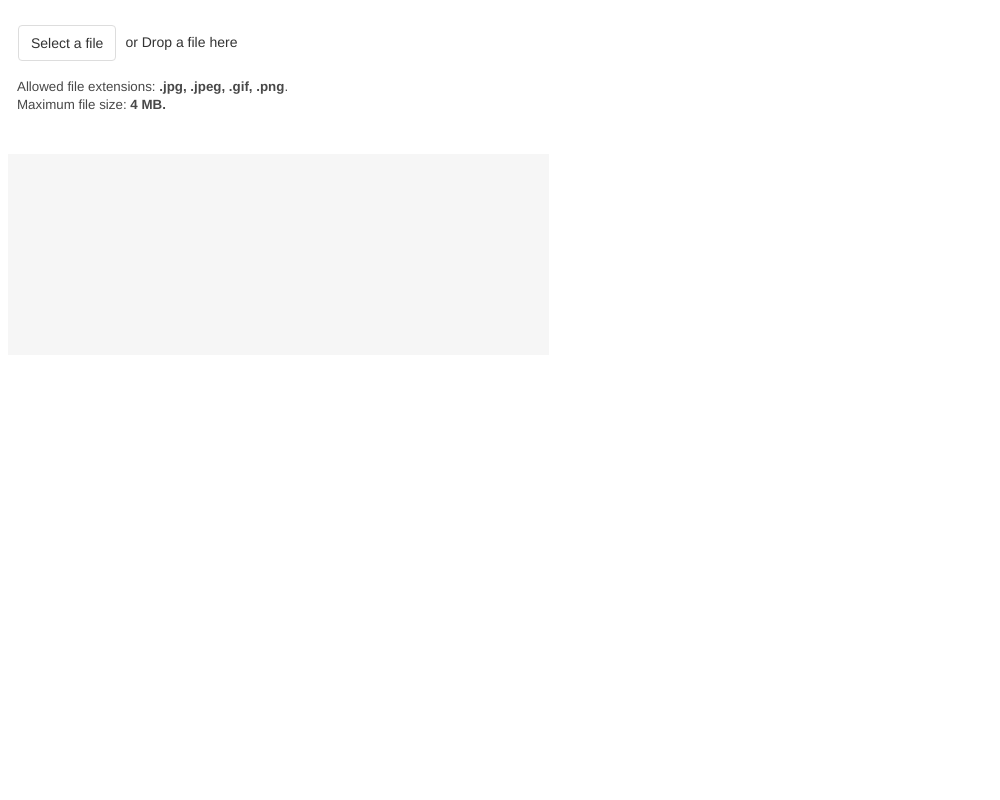 Select a file or Drop a file here
Allowed file extensions: .jpg, .jpeg, .gif, .png.
Maximum file size: 4 MB.